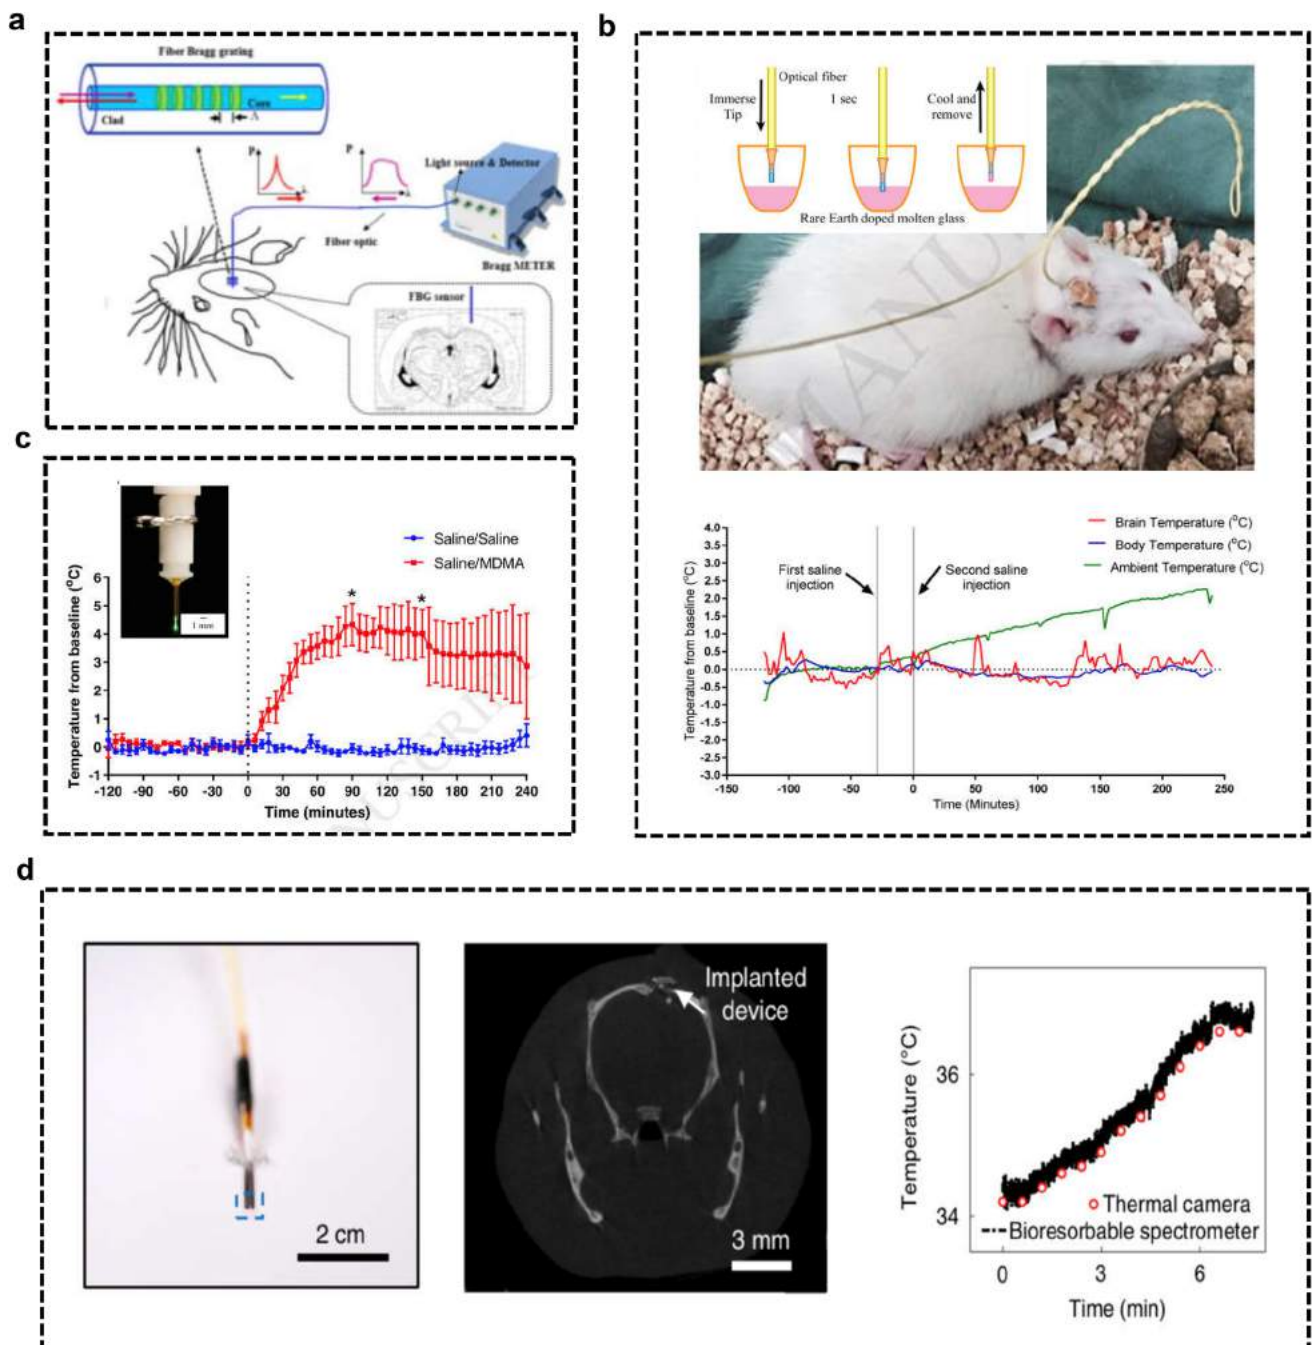 a
Fiber Bragg grating
Core
Clad
Λ
P
P
λ
λ
Light source & Detector
Fiber optic
Bragg METER
FBG sensor
b
Optical fiber
Immerse
Tip
1 sec
Cool and
remove
Rare Earth doped molten glass
Brain Temperature (°C)
Body Temperature (°C)
Ambient Temperature (°C)
First saline
injection
Second saline
injection
Temperature from baseline (°C)
4.0
3.5
3.0
2.5
2.0
1.5
1.0
0.5
0.0
-0.5
-1.0
-1.5
-2.0
-2.5
-3.0
-150 -100 -50 0 50 100 150 200 250
Time (Minutes)
c
1 mm
Saline/Saline
Saline/MDMA
* *
Temperature from baseline (°C)
6
5
4
3
2
1
0
-1
-120 -90 -60 -30 0 30 60 90 120 150 180 210 240
Time (minutes)
d
2 cm
Implanted
device
3 mm
Temperature (°C)
36
34
Thermal camera
Bioresorbable spectrometer
0 3 6
Time (min)